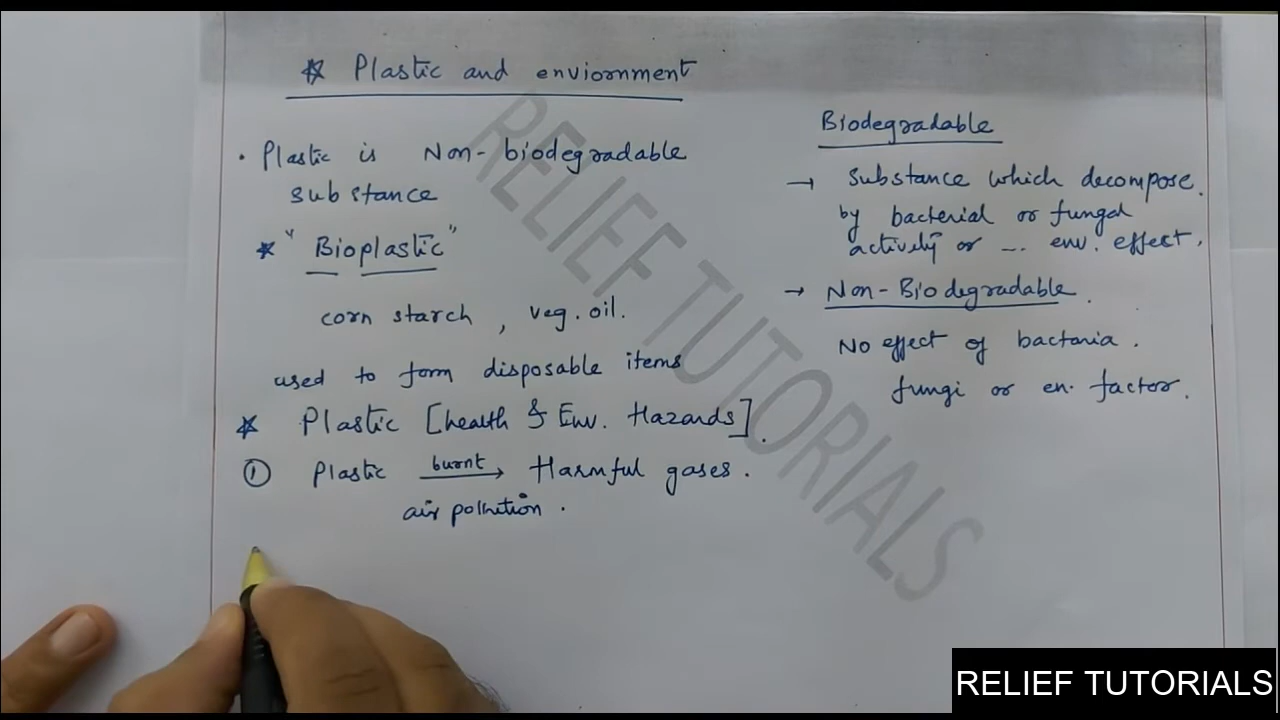 * Plastic and enviornment
. Plastic is Non-biodegradable
substance
* "Bioplastic"
corn starch, veg. oil.
used to form disposable items
* Plastic [health & Env. Hazards].
① Plastic burnt → Harmful gases.
air pollution.
Biodegradable
→ Substance which decompose.
by bacterial or fungal
activity or ... env. effect.
→ Non-Biodegradable.
No effect of bacteria.
fungi or en. factor.
RELIEF TUTORIALS
RELIEF TUTORIALS